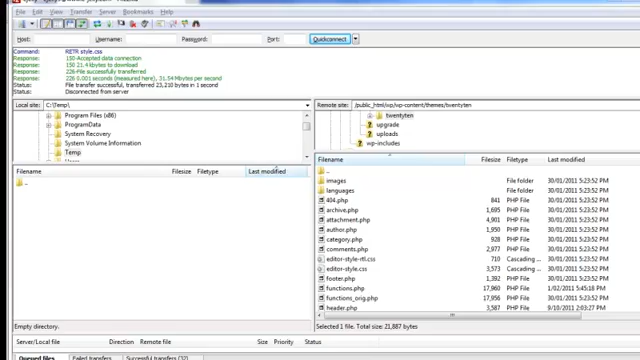 File Edit View Transfer Server Bookmarks Help
Host: Username: Password: Port: Quickconnect
Command: RETR style.css
Response: 150 Accepted data connection
Response: 150 21.4 kbytes to download
Response: 226-File successfully transferred
Response: 226 0.001 seconds (measured here), 31.54 Mbytes per second
Status: File transfer successful, transferred 23,210 bytes in 1 second
Status: Disconnected from server
Local site: C:\Temp\ Remote site: /public_html/wp/wp-content/themes/twentyten
Program Files (x86) twentyten
ProgramData upgrade
System Recovery uploads
System Volume Information wp-includes
Temp
Filename Filesize Filetype Last modified Filename Filesize Filetype Last modified
.. ..
images File folder 30/01/2011 5:23:52 PM
languages File folder 30/01/2011 5:23:52 PM
404.php 841 PHP File 30/01/2011 5:23:52 PM
archive.php 1,695 PHP File 30/01/2011 5:23:52 PM
attachment.php 4,901 PHP File 30/01/2011 5:23:52 PM
author.php 1,950 PHP File 30/01/2011 5:23:52 PM
category.php 928 PHP File 30/01/2011 5:23:52 PM
comments.php 2,977 PHP File 30/01/2011 5:23:52 PM
editor-style-rtl.css 710 Cascading ... 30/01/2011 5:23:52 PM
editor-style.css 3,573 Cascading ... 30/01/2011 5:23:52 PM
footer.php 1,392 PHP File 30/01/2011 5:23:52 PM
functions.php 17,960 PHP File 1/02/2011 5:45:18 PM
functions_orig.php 17,956 PHP File 30/01/2011 5:23:52 PM
header.php 3,587 PHP File 9/10/2011 2:03:27 PM
Empty directory. Selected 1 file. Total size: 21,887 bytes
Server/Local file Direction Remote file Size Priority Status
Queued files Failed transfers Successful transfers (32)